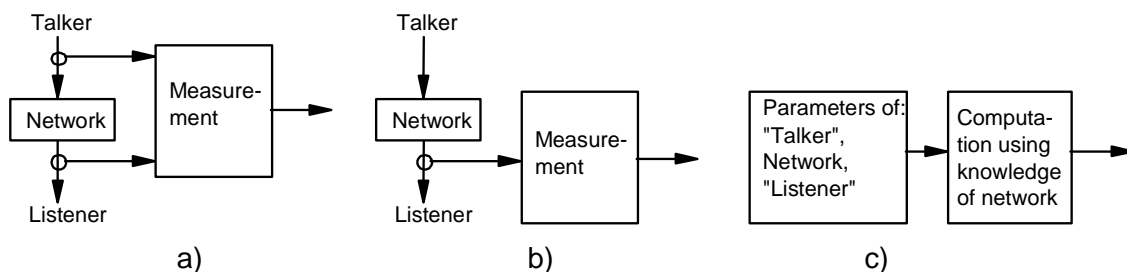 Talker
Network
Listener
Measure-
ment
a)
Talker
Network
Listener
Measure-
ment
b)
Parameters of:
"Talker",
Network,
"Listener"
Computa-
tion using
knowledge
of network
c)